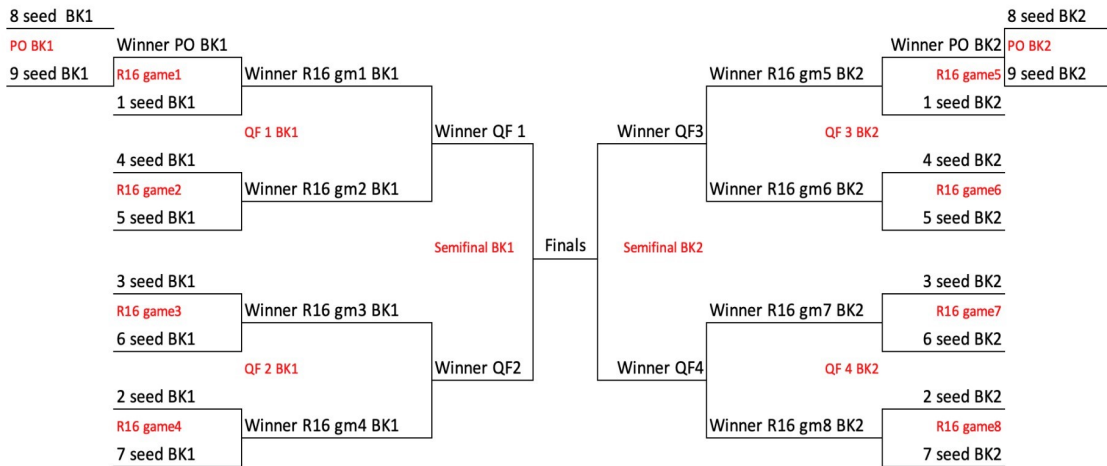 8 seed  BK1
PO BK1
9 seed BK1
Winner PO BK1
R16 game1
1 seed BK1
4 seed BK1
R16 game2
5 seed BK1
3 seed BK1
R16 game3
6 seed BK1
2 seed BK1
R16 game4
7 seed BK1
Winner R16 gm1 BK1
QF 1 BK1
Winner R16 gm2 BK1
Winner R16 gm3 BK1
QF 2 BK1
Winner R16 gm4 BK1
Winner QF 1
Semifinal BK1
Winner QF2
Finals
Winner QF3
Semifinal BK2
Winner QF4
Winner R16 gm5 BK2
QF 3 BK2
Winner R16 gm6 BK2
Winner R16 gm7 BK2
QF 4 BK2
Winner R16 gm8 BK2
Winner PO BK2
R16 game5
1 seed BK2
4 seed BK2
R16 game6
5 seed BK2
3 seed BK2
R16 game7
6 seed BK2
2 seed BK2
R16 game8
7 seed BK2
8 seed BK2
PO BK2
9 seed BK2